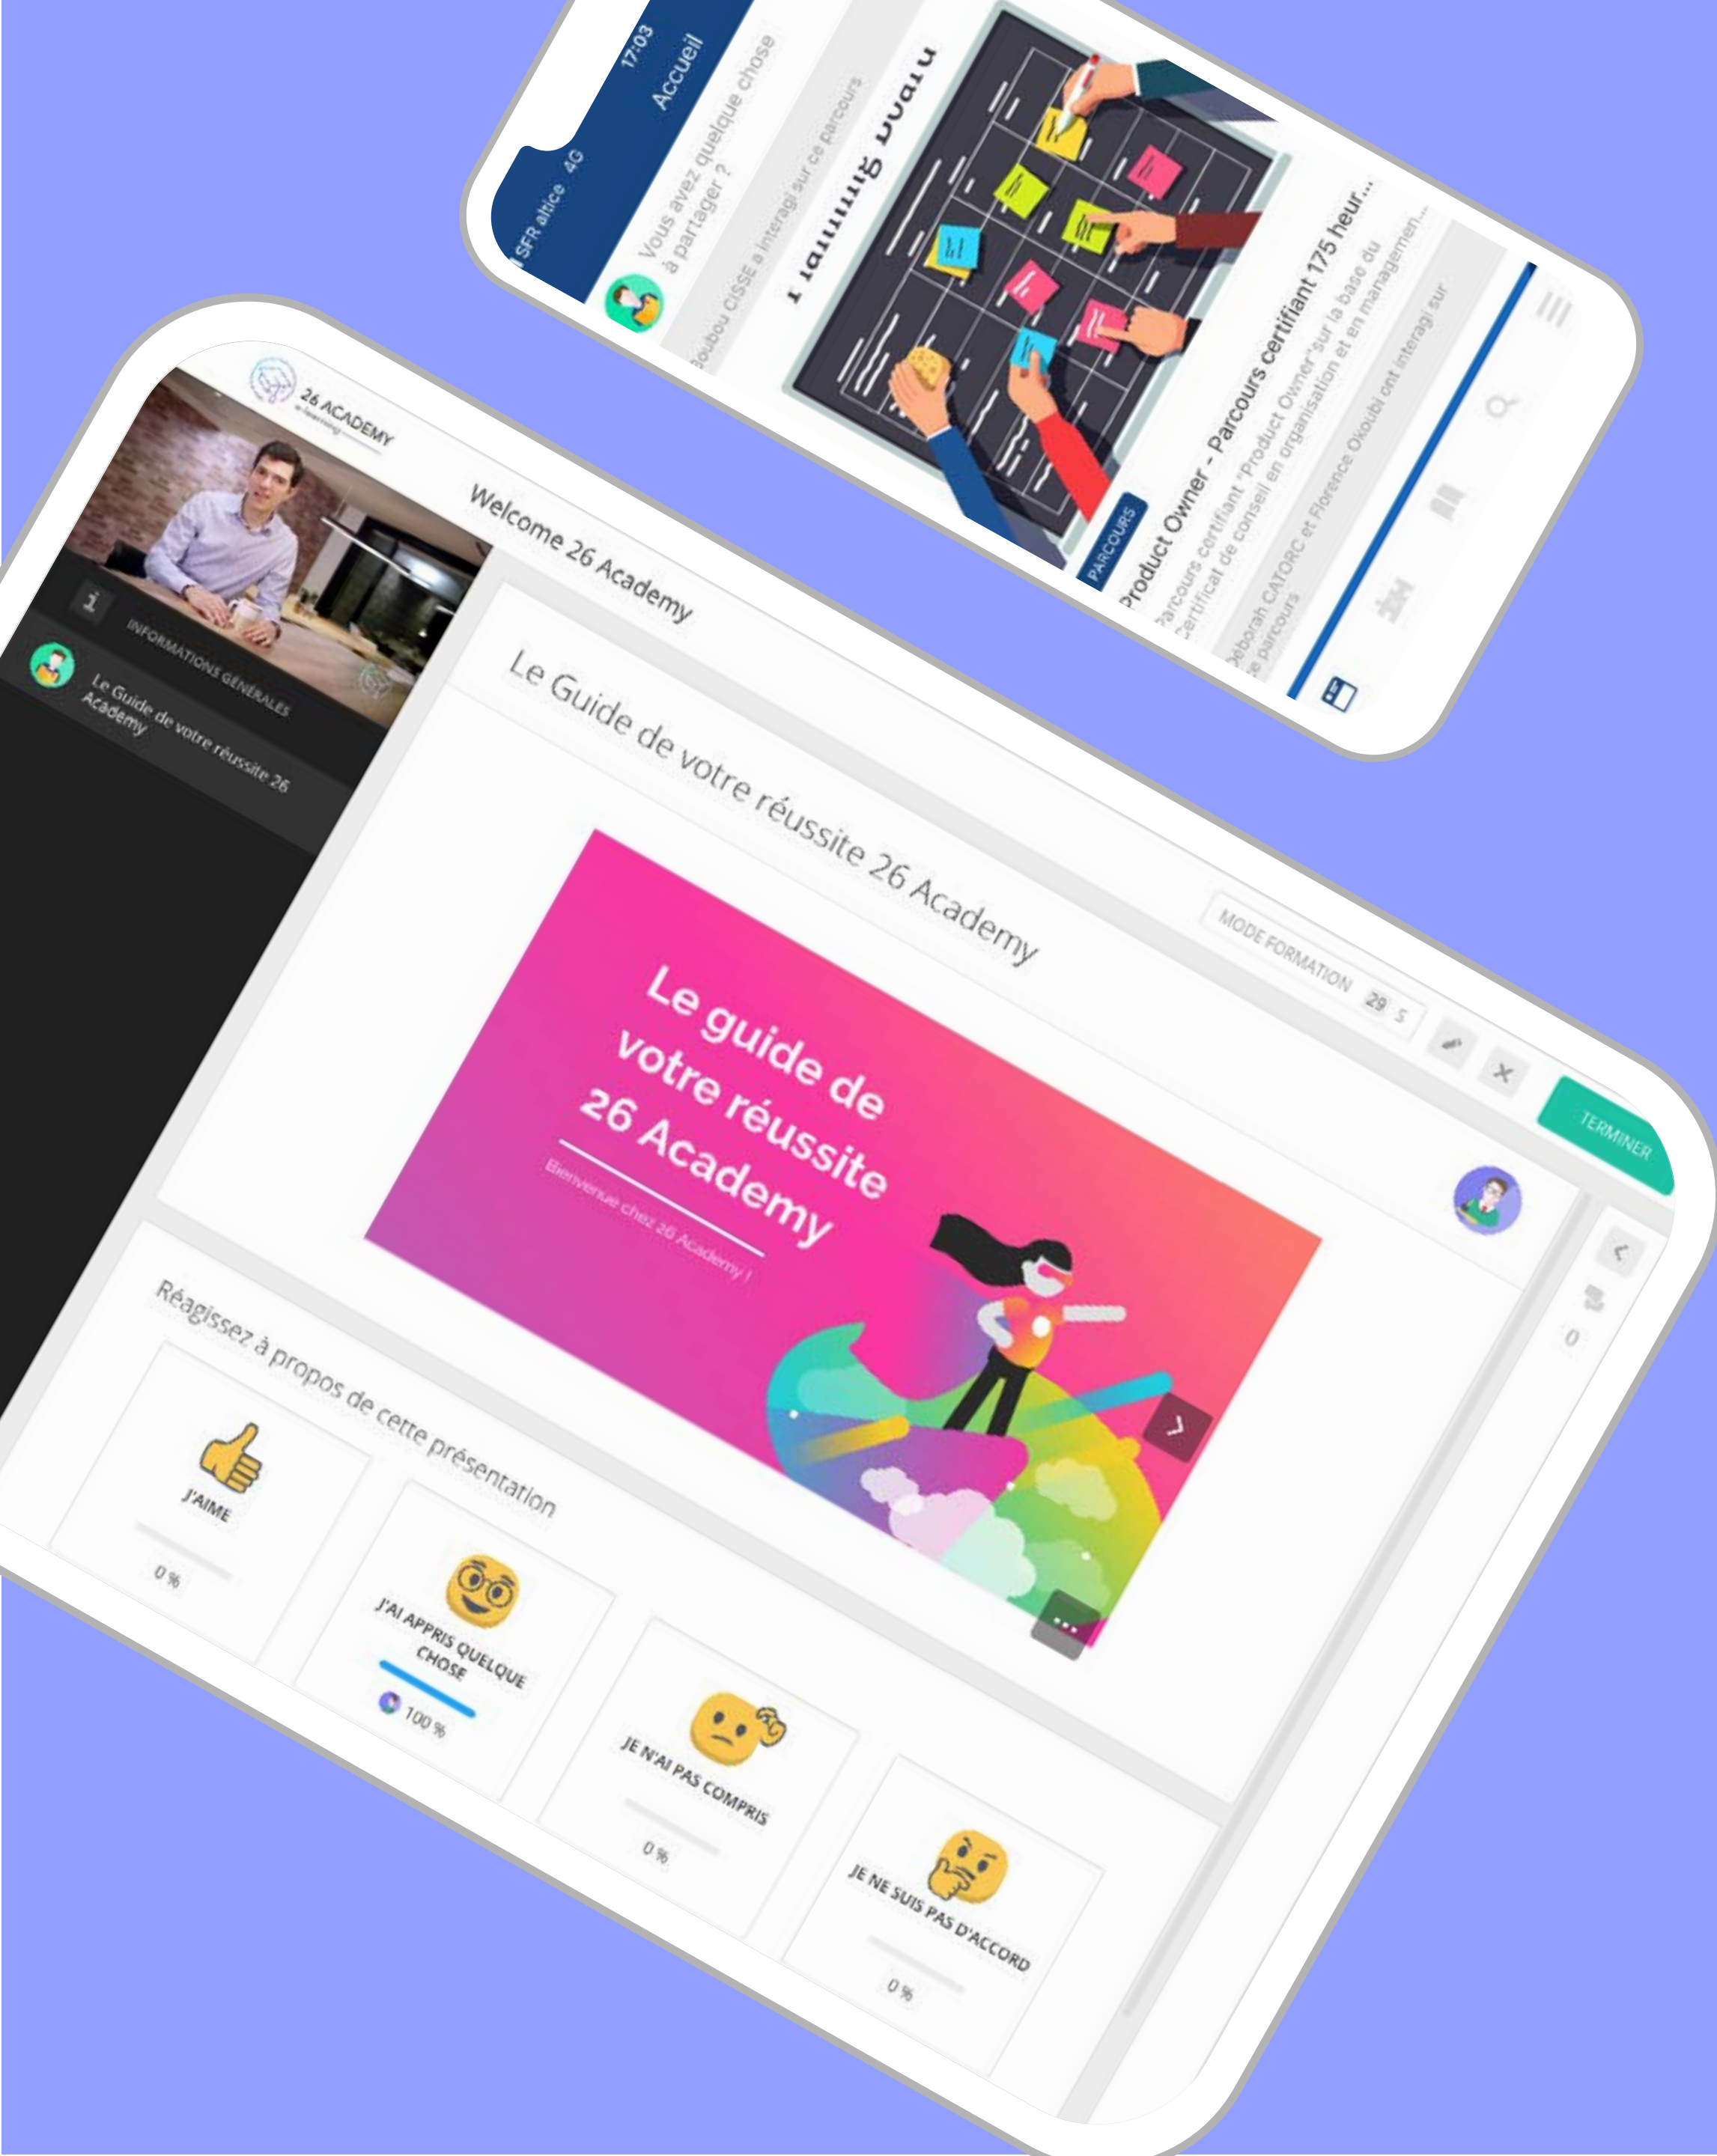 17:03
SFR altice 4G
Accueil
Vous avez quelque chose
à partager ?
Boubou CISSE a interagi sur ce parcours
PARCOURS
Product Owner - Parcours certifiant 175 heur...
Parcours certifiant "Product Owner"sur la base du
certificat de conseil en organisation et en managemen...
Déborah CATORC et Florence Okoubi ont interagi sur
ce parcours
26 ACADEMY
e-learning
Welcome 26 Academy
MODE FORMATION 29 S
TERMINER
i
INFORMATIONS GÉNÉRALES
Le Guide de votre réussite 26
Academy
Le Guide de votre réussite 26 Academy
Le guide de
votre réussite
26 Academy
Bienvenue chez 26 Academy !
0
Réagissez à propos de cette présentation
J'AIME
0 %
J'AI APPRIS QUELQUE
CHOSE
100 %
JE N'AI PAS COMPRIS
0 %
JE NE SUIS PAS D'ACCORD
0 %